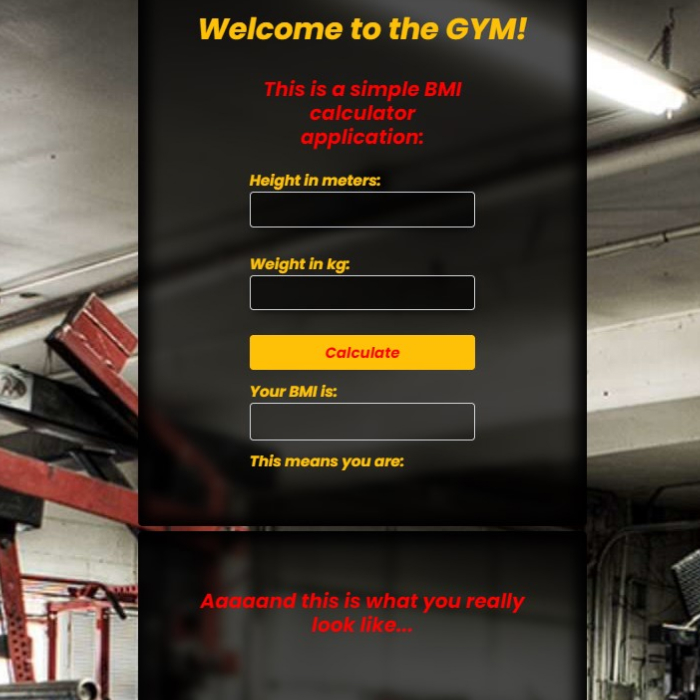 Welcome to the GYM!
This is a simple BMI
calculator
application:
Height in meters:
Weight in kg:
Calculate
Your BMI is:
This means you are:
Aaaaand this is what you really
look like...